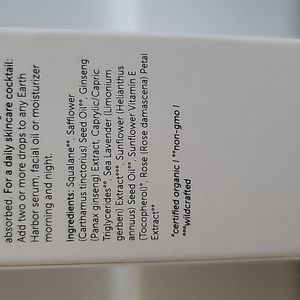 absorbed. For a daily skincare cocktail:
Add two or more drops to any Earth
Harbor serum, facial oil or moisturizer
morning and night.
Ingredients: Squalane**, Safflower
(Carthamus tinctorius) Seed Oil**, Ginseng
(Panax ginseng) Extract, Caprylic/Capric
Triglycerides**, Sea Lavender (Limonium
gerberi) Extract***, Sunflower (Helianthus
annuus) Seed Oil**, Sunflower Vitamin E
(Tocopherol)*, Rose (Rosa damascena) Petal
Extract**
*certified organic | **non-gmo |
***wildcrafted